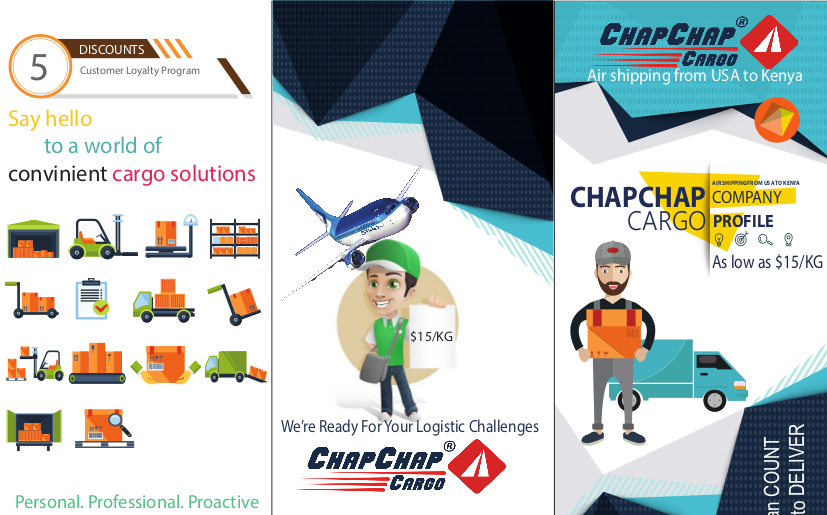 5
DISCOUNTS
Customer Loyalty Program
Say hello
to a world of
convinient cargo solutions
Personal. Professional. Proactive
$15/KG
We're Ready For Your Logistic Challenges
CHAPCHAP®
CARGO
CHAPCHAP®
CARGO
Air shipping from USA to Kenya
AIR SHIPPING FROM USA TO KENYA
CHAPCHAP COMPANY
CARGO PROFILE
As low as $15/KG
an COUNT
to DELIVER